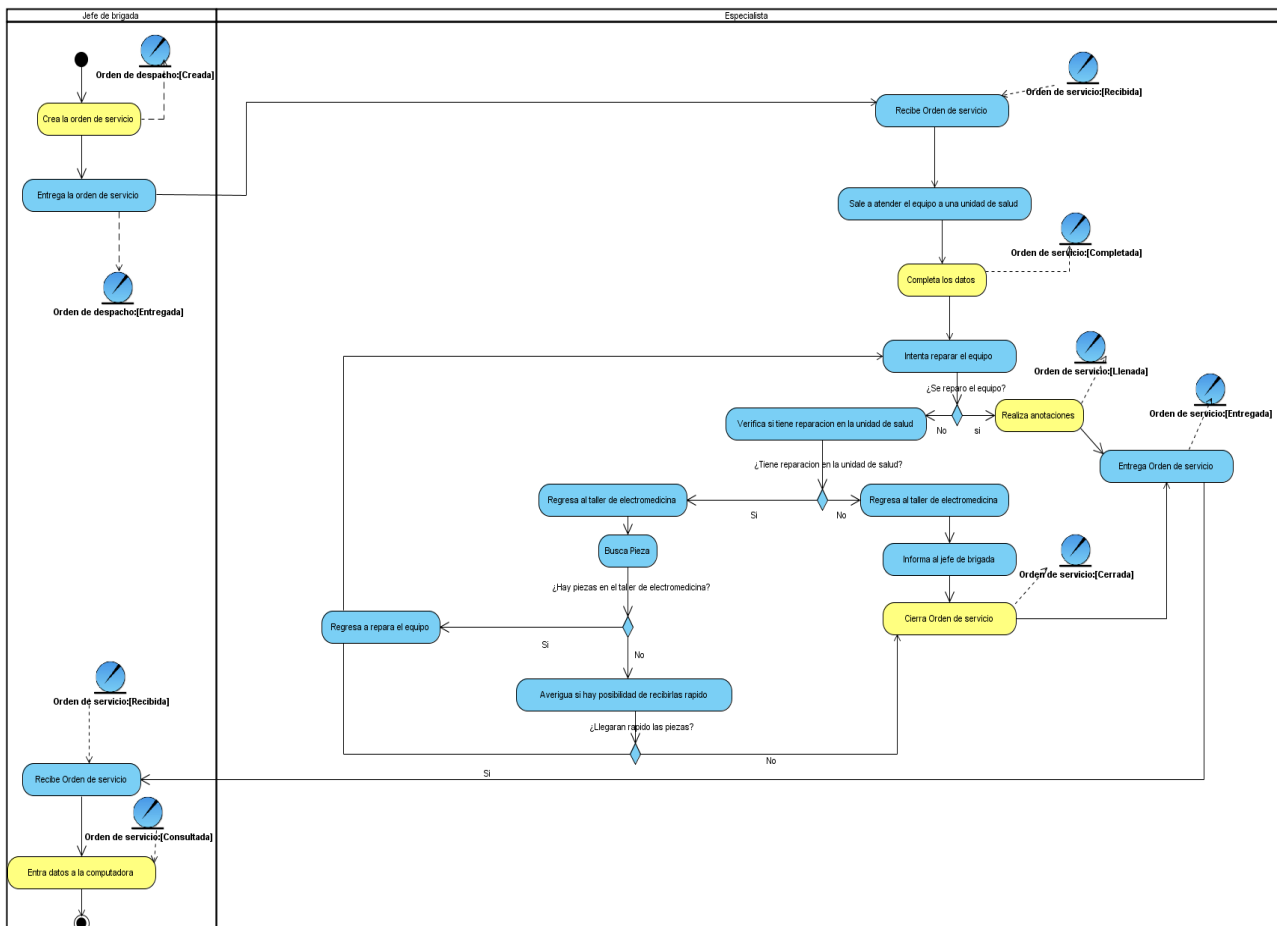 Jefe de brigada
Especialista
Orden de despacho:[Creada]
Crea la orden de servicio
Entrega la orden de servicio
Orden de despacho:[Entregada]
Orden de servicio:[Recibida]
Recibe Orden de servicio
Sale a atender el equipo a una unidad de salud
Orden de servicio:[Completada]
Completa los datos
Intenta reparar el equipo
Orden de servicio:[Llenada]
¿Se reparo el equipo?
Orden de servicio:[Entregada]
Realiza anotaciones
Verifica si tiene reparacion en la unidad de salud
No
si
¿Tiene reparacion en la unidad de salud?
Entrega Orden de servicio
Regresa al taller de electromedicina
Regresa al taller de electromedicina
Si
No
Busca Pieza
Informa al jefe de brigada
Orden de servicio:[Cerrada]
¿Hay piezas en el taller de electromedicina?
Cierra Orden de servicio
Regresa a repara el equipo
Si
No
Averigua si hay posibilidad de recibirlas rapido
¿Llegaran rapido las piezas?
No
Si
Orden de servicio:[Recibida]
Recibe Orden de servicio
Orden de servicio:[Consultada]
Entra datos a la computadora